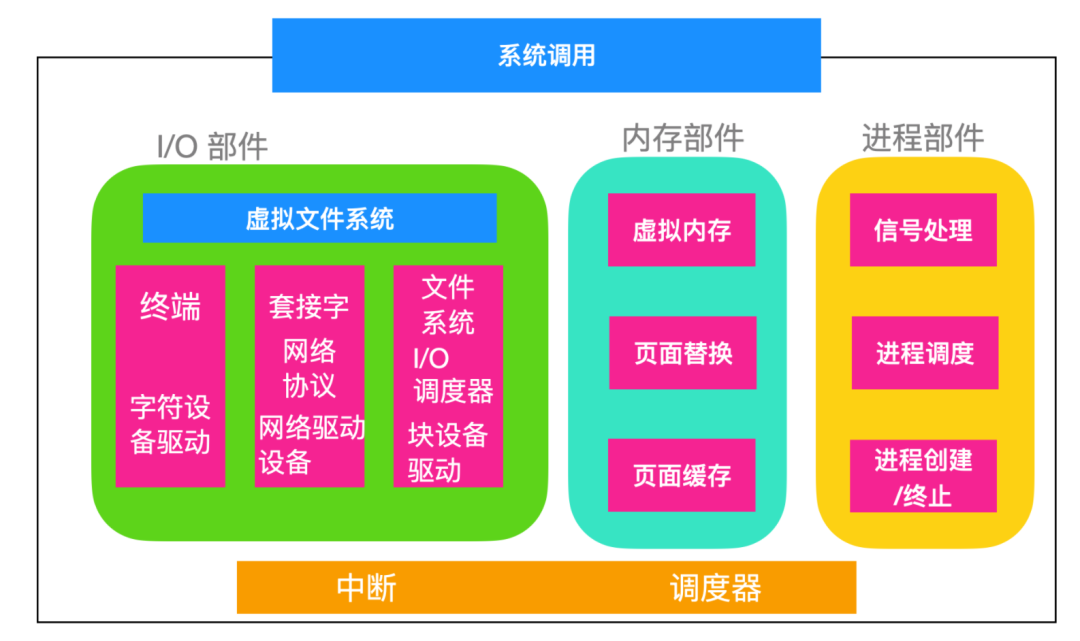 系统调用
I/O 部件
内存部件
进程部件
虚拟文件系统
终端
字符设
备驱动
套接字
网络
协议
网络驱动
设备
文件
系统
I/O
调度器
块设备
驱动
虚拟内存
页面替换
页面缓存
信号处理
进程调度
进程创建
/终止
中断
调度器